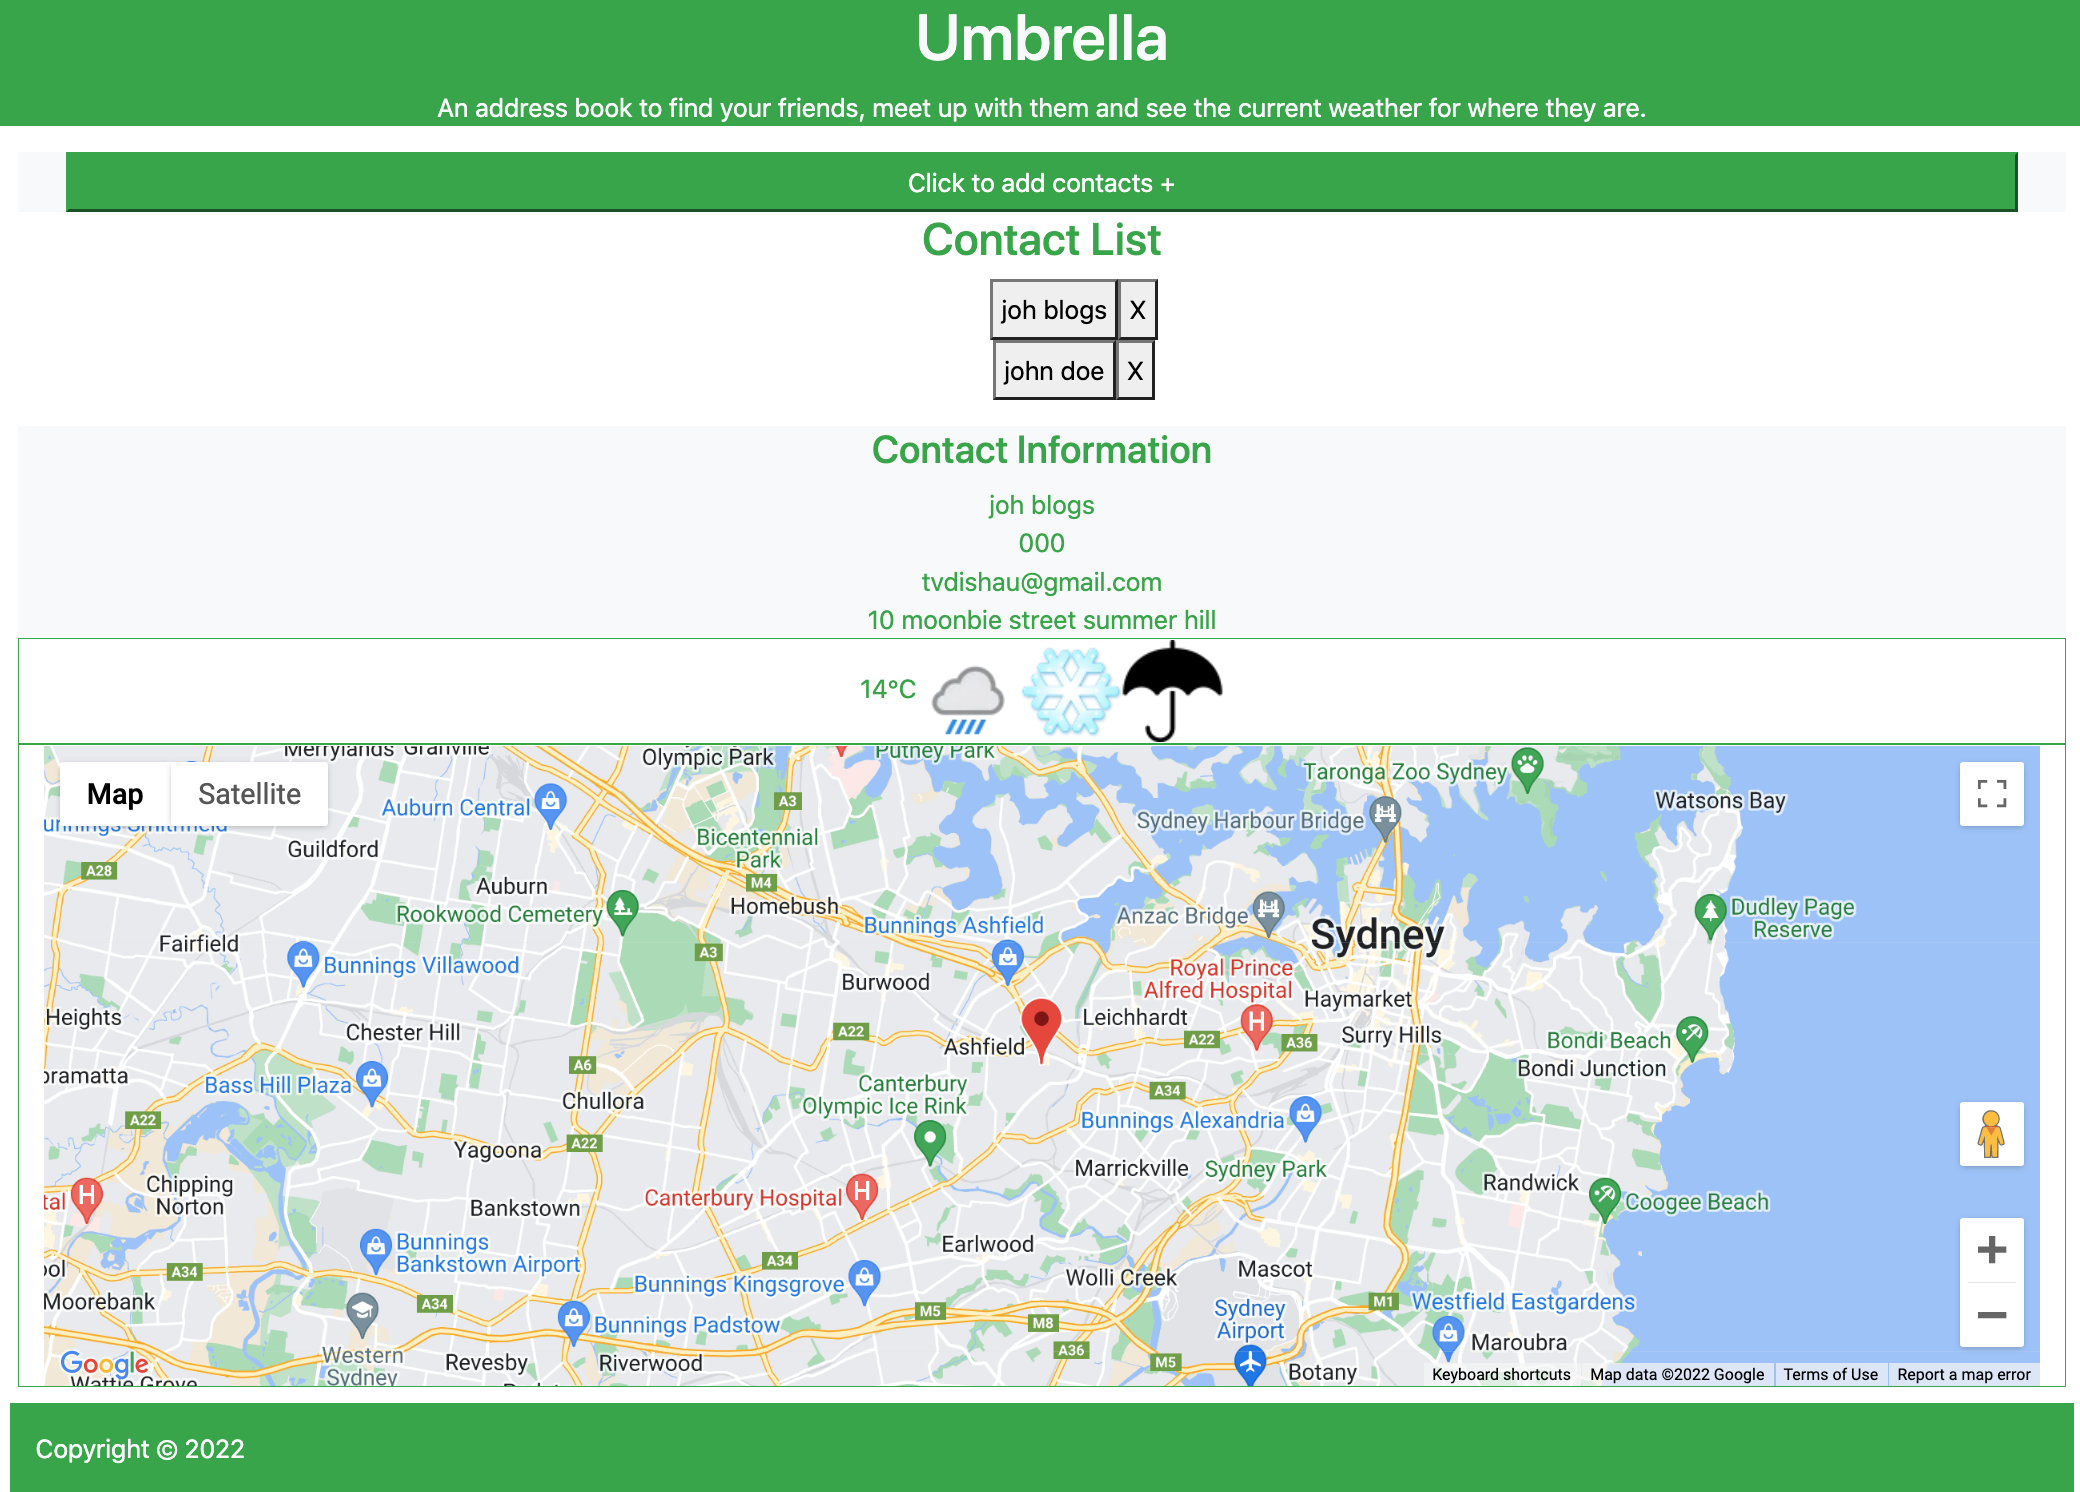 Umbrella
An address book to find your friends, meet up with them and see the current weather for where they are.
Click to add contacts +
Contact List
joh blogs X
john doe X
Contact Information
joh blogs
000
tvdishau@gmail.com
10 moonbie street summer hill
14°C
Merrylands
Granville
Olympic Park
Putney Park
Taronga Zoo Sydney
Map
Satellite
Watsons Bay
Auburn Central
A3
Sydney Harbour Bridge
Bicentennial
Park
Guildford
A28
M4
Auburn
Homebush
Rookwood Cemetery
Bunnings Ashfield
Anzac Bridge
Sydney
Dudley Page
Reserve
Fairfield
A3
Bunnings Villawood
Burwood
Royal Prince
Alfred Hospital
Haymarket
Heights
Chester Hill
A22
Leichhardt
H
A22
A36
Surry Hills
Bondi Beach
Ashfield
A6
Bondi Junction
Bass Hill Plaza
Canterbury
Olympic Ice Rink
A34
Chullora
A22
Bunnings Alexandria
Yagoona
A22
Marrickville
Sydney Park
Chipping
Norton
H
Canterbury Hospital
H
Randwick
Coogee Beach
Bankstown
Bunnings
Bankstown Airport
Earlwood
A34
A34
Bunnings Kingsgrove
Wolli Creek
Mascot
Moorebank
A34
M5
M8
M1
Westfield Eastgardens
Sydney
Airport
Bunnings Padstow
Maroubra
Google
Western
Sydney
Revesby
Riverwood
A36
M5
Botany
Wattle Grove
Keyboard shortcuts
Map data ©2022 Google
Terms of Use
Report a map error
Copyright © 2022